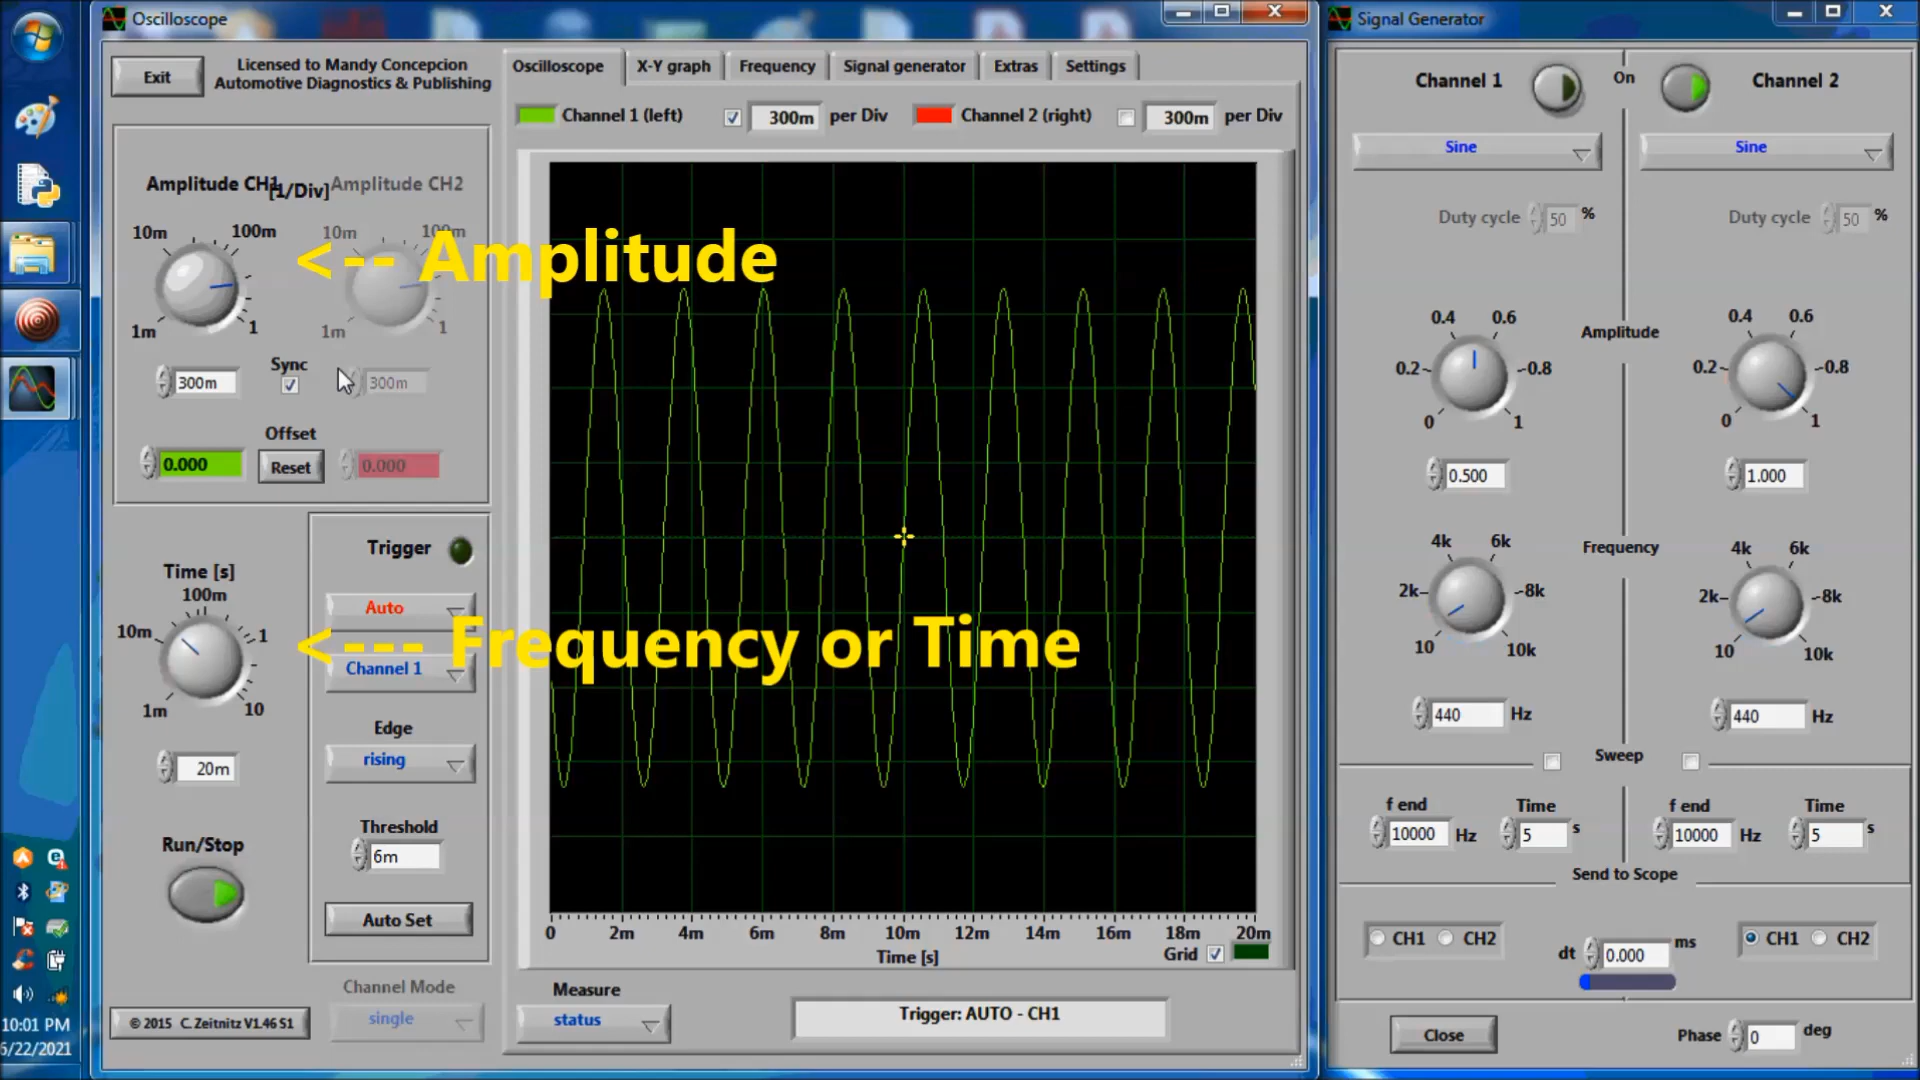 Oscilloscope
Exit
Licensed to Mandy Concepcion
Automotive Diagnostics & Publishing
Amplitude CH1
[1/Div]
Amplitude CH2
10m
100m
10m
100m
1m
1
1m
1
<-- Amplitude
Sync
300m
300m
Offset
0.000
Reset
0.000
Time [s]
100m
10m
1
1m
10
20m
Run/Stop
Trigger
Auto
<--- Frequency or Time
Channel 1
Edge
rising
Threshold
6m
Auto Set
Channel Mode
single
© 2015 C. Zeitnitz V1.46 S1
Oscilloscope
X-Y graph
Frequency
Signal generator
Extras
Settings
Channel 1 (left)
300m
per Div
Channel 2 (right)
300m
per Div
0 2m 4m 6m 8m 10m 12m 14m 16m 18m 20m
Time [s]
Grid
Measure
status
Trigger: AUTO - CH1
Signal Generator
Channel 1
On
Channel 2
Sine
Sine
Duty cycle 50 %
Duty cycle 50 %
Amplitude
0.4 0.6
0.2 0.8
0 1
0.4 0.6
0.2 0.8
0 1
0.500
1.000
Frequency
4k 6k
2k 8k
10 10k
4k 6k
2k 8k
10 10k
440 Hz
440 Hz
Sweep
f end
Time
f end
Time
10000 Hz
5 s
10000 Hz
5 s
Send to Scope
CH1 CH2
dt 0.000 ms
CH1 CH2
Close
Phase 0 deg
10:01 PM
6/22/2021